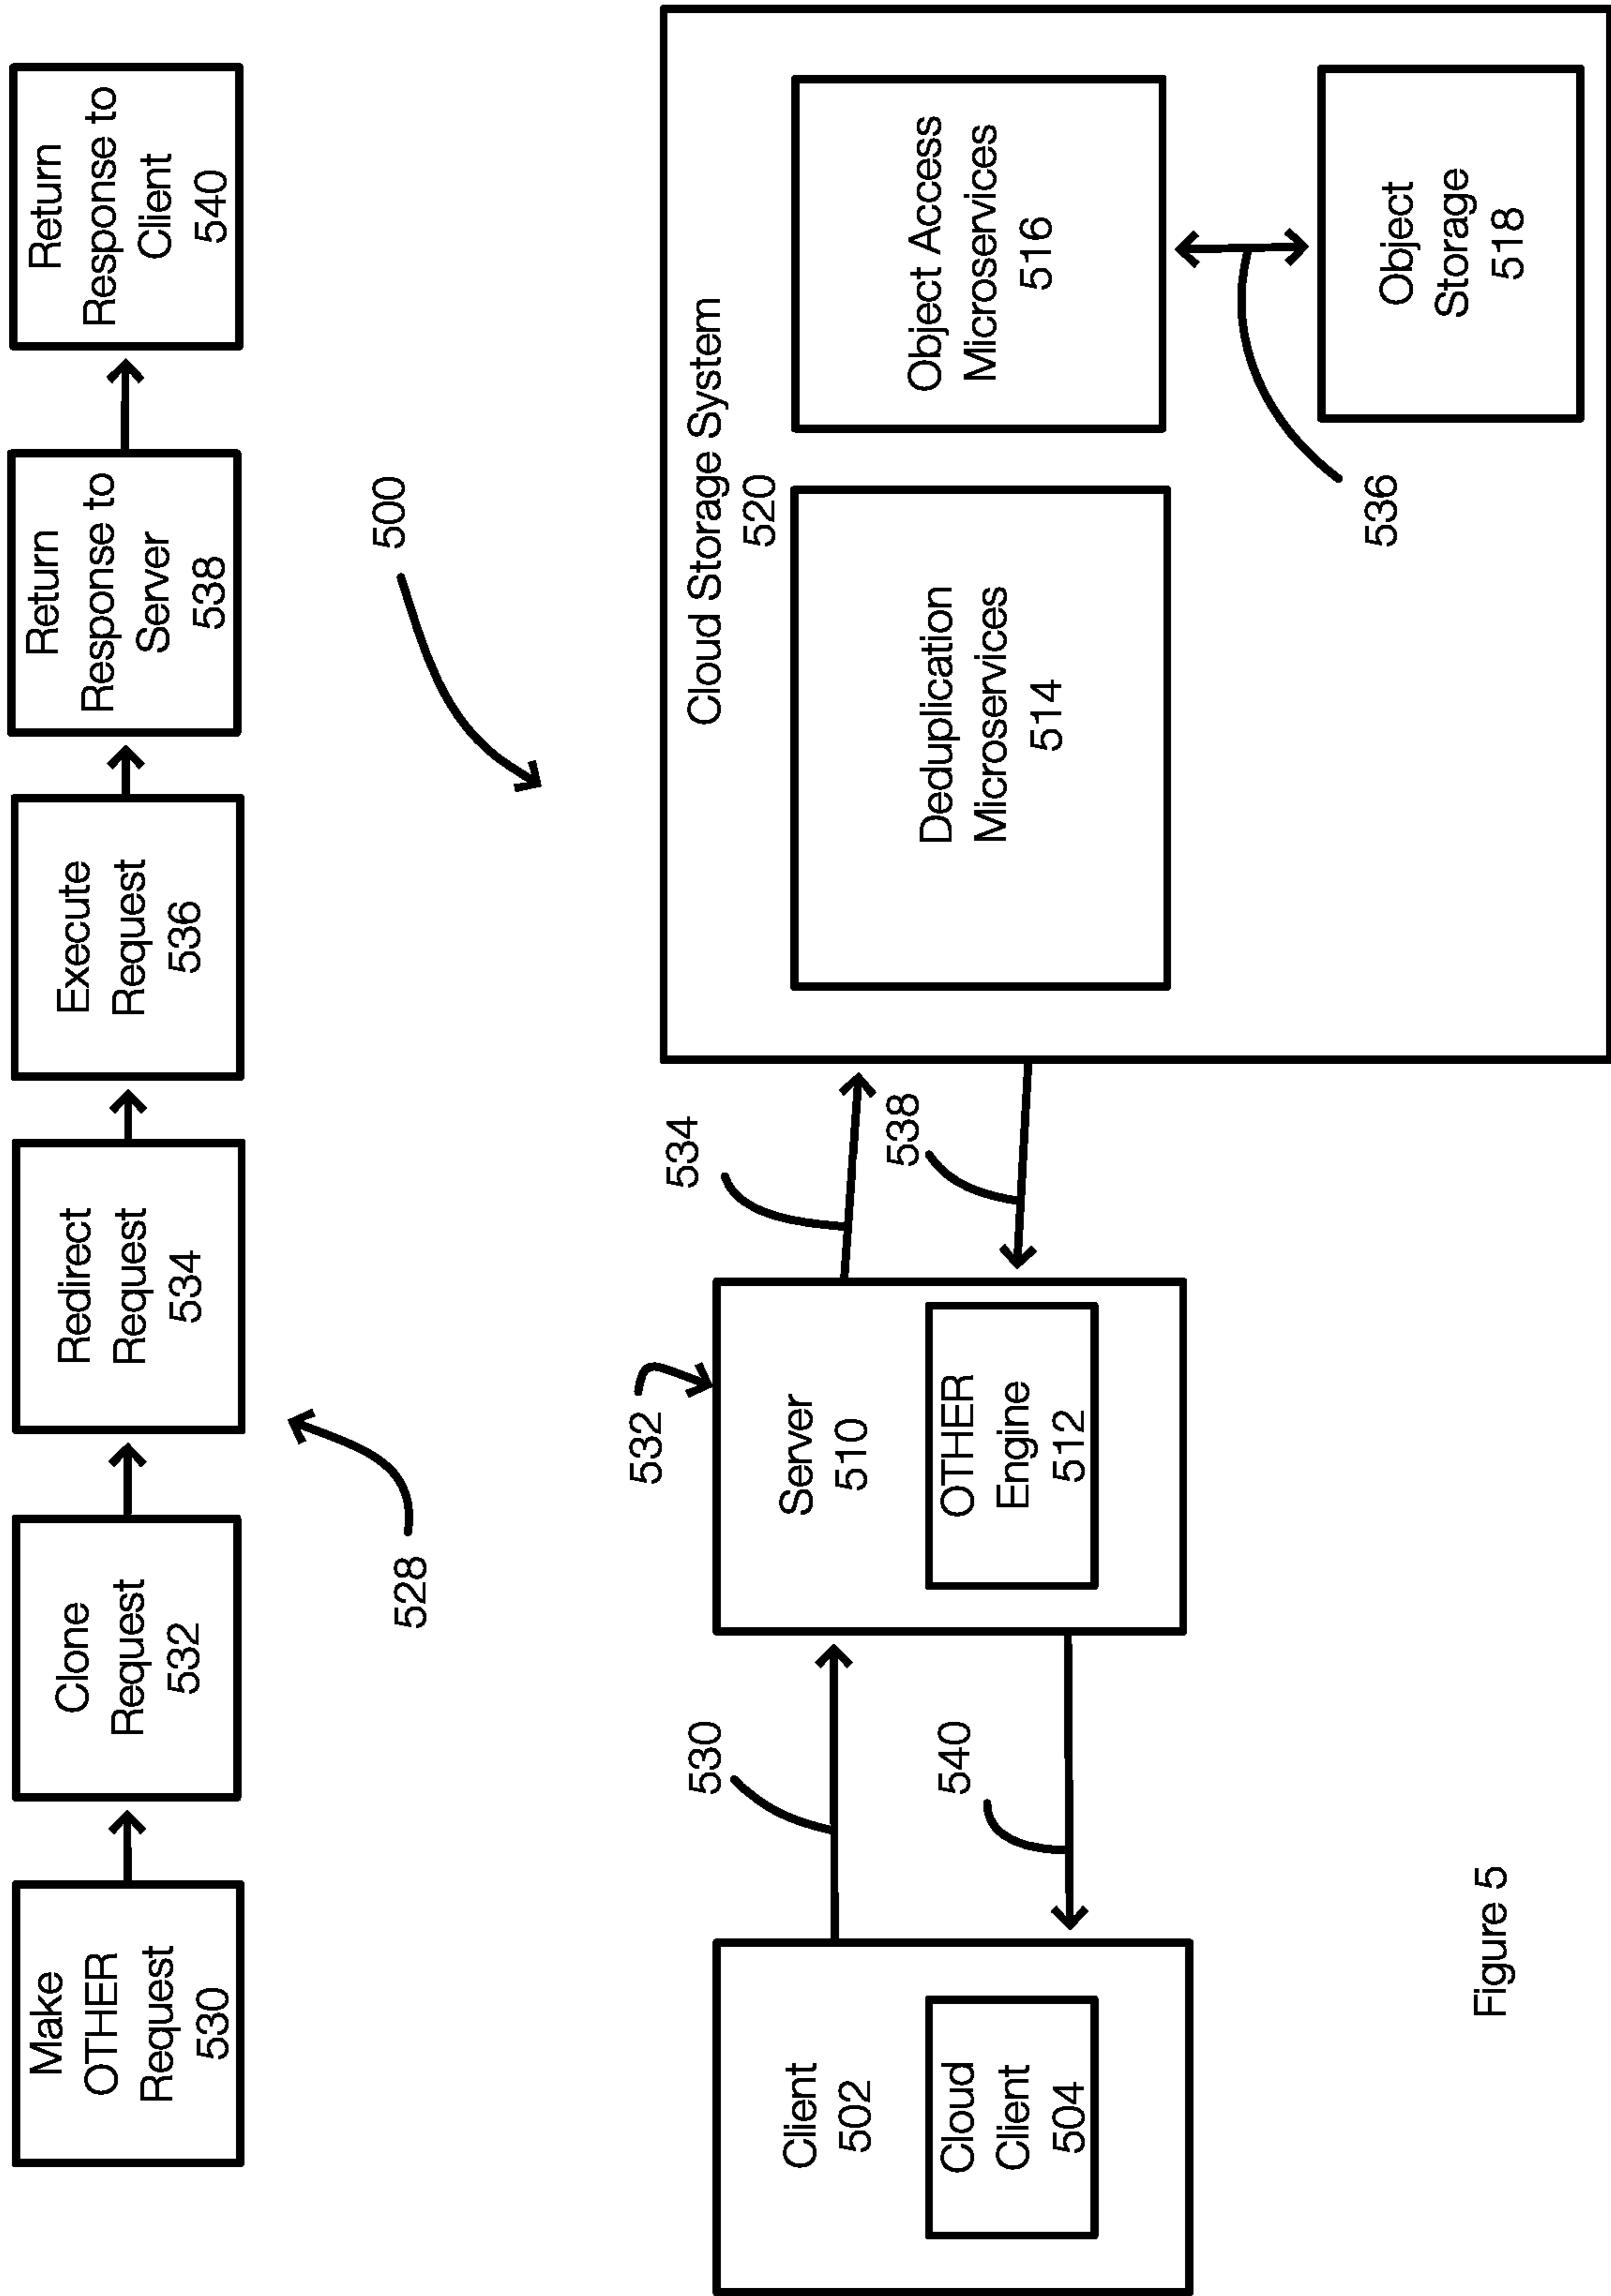 Make
OTHER
Request
530
Clone
Request
532
Redirect
Request
534
Execute
Request
536
Return
Response to
Server
538
Return
Response to
Client
540
528
500
Client
502
Cloud
Client
504
530
540
532
Server
510
OTHER
Engine
512
534
538
Cloud Storage System
520
Deduplication
Microservices
514
Object Access
Microservices
516
536
Object
Storage
518
Figure 5